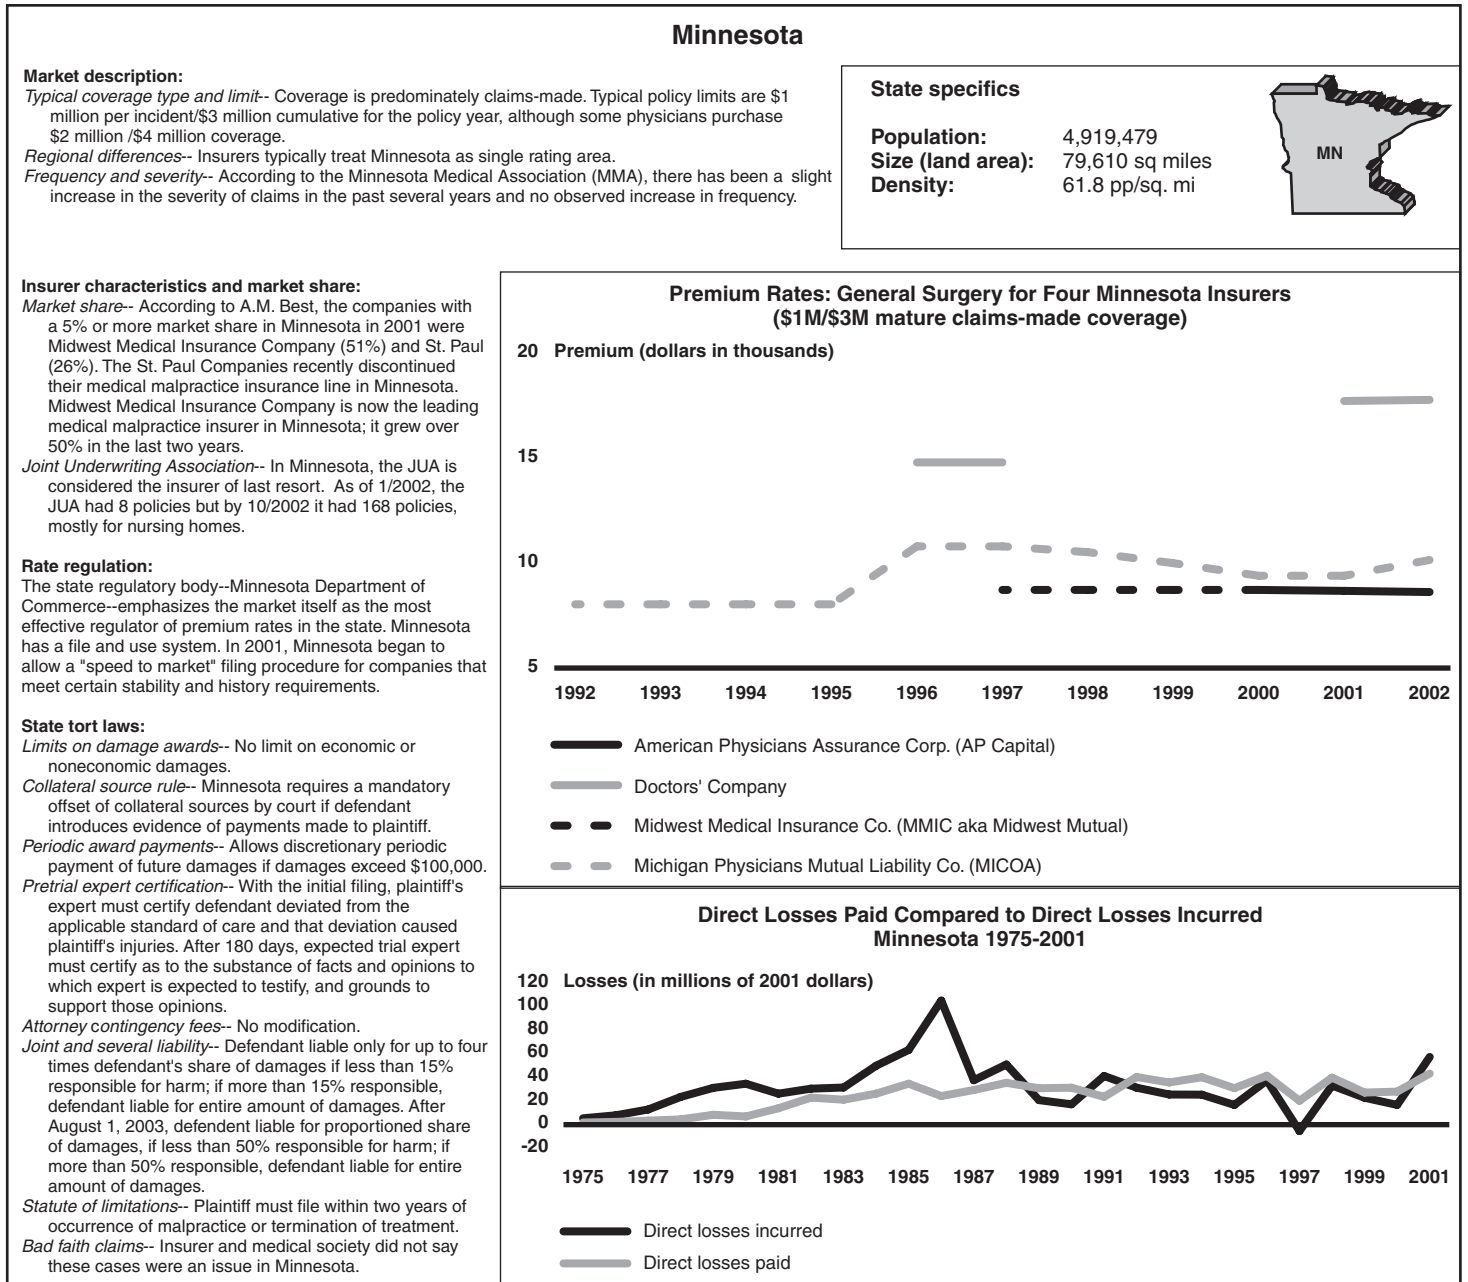 Minnesota
Market description:
Typical coverage type and limit-- Coverage is predominately claims-made. Typical policy limits are $1
million per incident/$3 million cumulative for the policy year, although some physicians purchase
$2 million /$4 million coverage.
Regional differences-- Insurers typically treat Minnesota as single rating area.
Frequency and severity-- According to the Minnesota Medical Association (MMA), there has been a slight
increase in the severity of claims in the past several years and no observed increase in frequency.
State specifics
Population: 4,919,479
Size (land area): 79,610 sq miles
Density: 61.8 pp/sq. mi
MN
Insurer characteristics and market share:
Market share-- According to A.M. Best, the companies with
a 5% or more market share in Minnesota in 2001 were
Midwest Medical Insurance Company (51%) and St. Paul
(26%). The St. Paul Companies recently discontinued
their medical malpractice insurance line in Minnesota.
Midwest Medical Insurance Company is now the leading
medical malpractice insurer in Minnesota; it grew over
50% in the last two years.
Joint Underwriting Association-- In Minnesota, the JUA is
considered the insurer of last resort. As of 1/2002, the
JUA had 8 policies but by 10/2002 it had 168 policies,
mostly for nursing homes.
Rate regulation:
The state regulatory body--Minnesota Department of
Commerce--emphasizes the market itself as the most
effective regulator of premium rates in the state. Minnesota
has a file and use system. In 2001, Minnesota began to
allow a "speed to market" filing procedure for companies that
meet certain stability and history requirements.
State tort laws:
Limits on damage awards-- No limit on economic or
noneconomic damages.
Collateral source rule-- Minnesota requires a mandatory
offset of collateral sources by court if defendant
introduces evidence of payments made to plaintiff.
Periodic award payments-- Allows discretionary periodic
payment of future damages if damages exceed $100,000.
Pretrial expert certification-- With the initial filing, plaintiff's
expert must certify defendant deviated from the
applicable standard of care and that deviation caused
plaintiff's injuries. After 180 days, expected trial expert
must certify as to the substance of facts and opinions to
which expert is expected to testify, and grounds to
support those opinions.
Attorney contingency fees-- No modification.
Joint and several liability-- Defendant liable only for up to four
times defendant's share of damages if less than 15%
responsible for harm; if more than 15% responsible,
defendant liable for entire amount of damages. After
August 1, 2003, defendent liable for proportioned share
of damages, if less than 50% responsible for harm; if
more than 50% responsible, defendant liable for entire
amount of damages.
Statute of limitations-- Plaintiff must file within two years of
occurrence of malpractice or termination of treatment.
Bad faith claims-- Insurer and medical society did not say
these cases were an issue in Minnesota.
Premium Rates: General Surgery for Four Minnesota Insurers
($1M/$3M mature claims-made coverage)
20 Premium (dollars in thousands)
15
10
5
1992 1993 1994 1995 1996 1997 1998 1999 2000 2001 2002
American Physicians Assurance Corp. (AP Capital)
Doctors' Company
Midwest Medical Insurance Co. (MMIC aka Midwest Mutual)
Michigan Physicians Mutual Liability Co. (MICOA)
Direct Losses Paid Compared to Direct Losses Incurred
Minnesota 1975-2001
120 Losses (in millions of 2001 dollars)
100
80
60
40
20
0
-20
1975 1977 1979 1981 1983 1985 1987 1989 1991 1993 1995 1997 1999 2001
Direct losses incurred
Direct losses paid